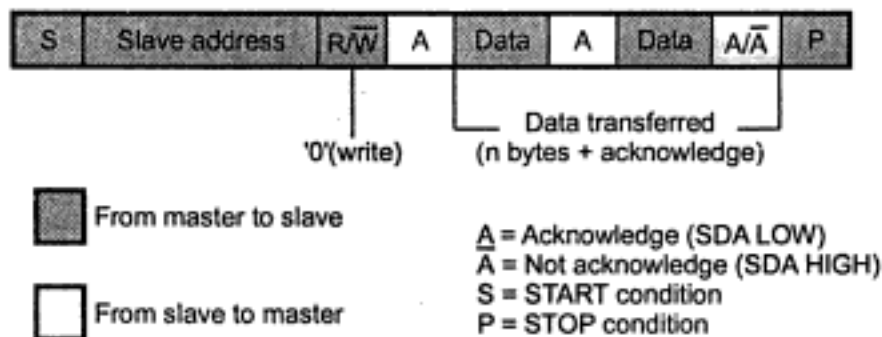 S Slave address R/W̅ A Data A Data A/A̅ P
'0'(write)
Data transferred
(n bytes + acknowledge)
From master to slave
From slave to master
A = Acknowledge (SDA LOW)
A̅ = Not acknowledge (SDA HIGH)
S = START condition
P = STOP condition